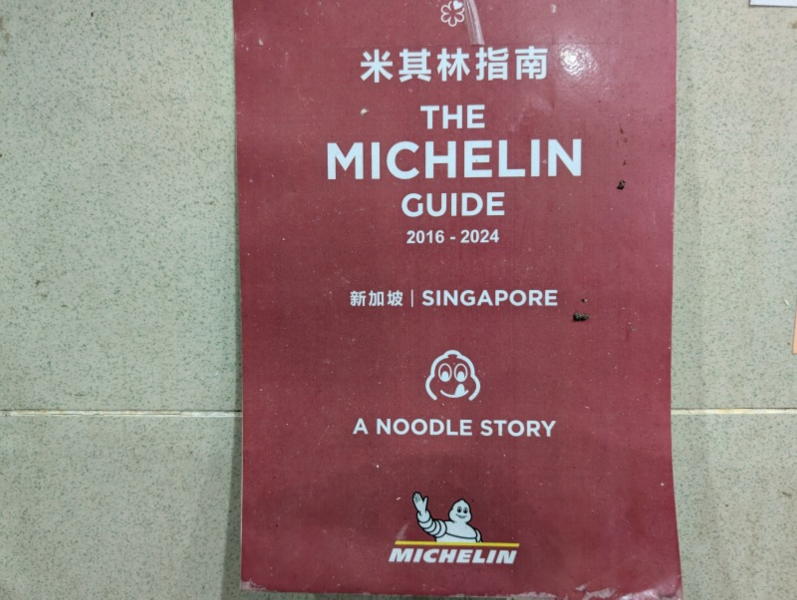 米其林指南
THE
MICHELIN
GUIDE
2016 - 2024
新加坡 | SINGAPORE
A NOODLE STORY
MICHELIN